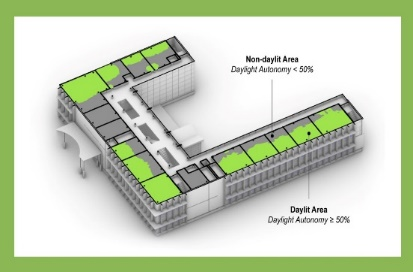 Non-daylit Area
Daylight Autonomy < 50%
Daylit Area
Daylight Autonomy ≥ 50%